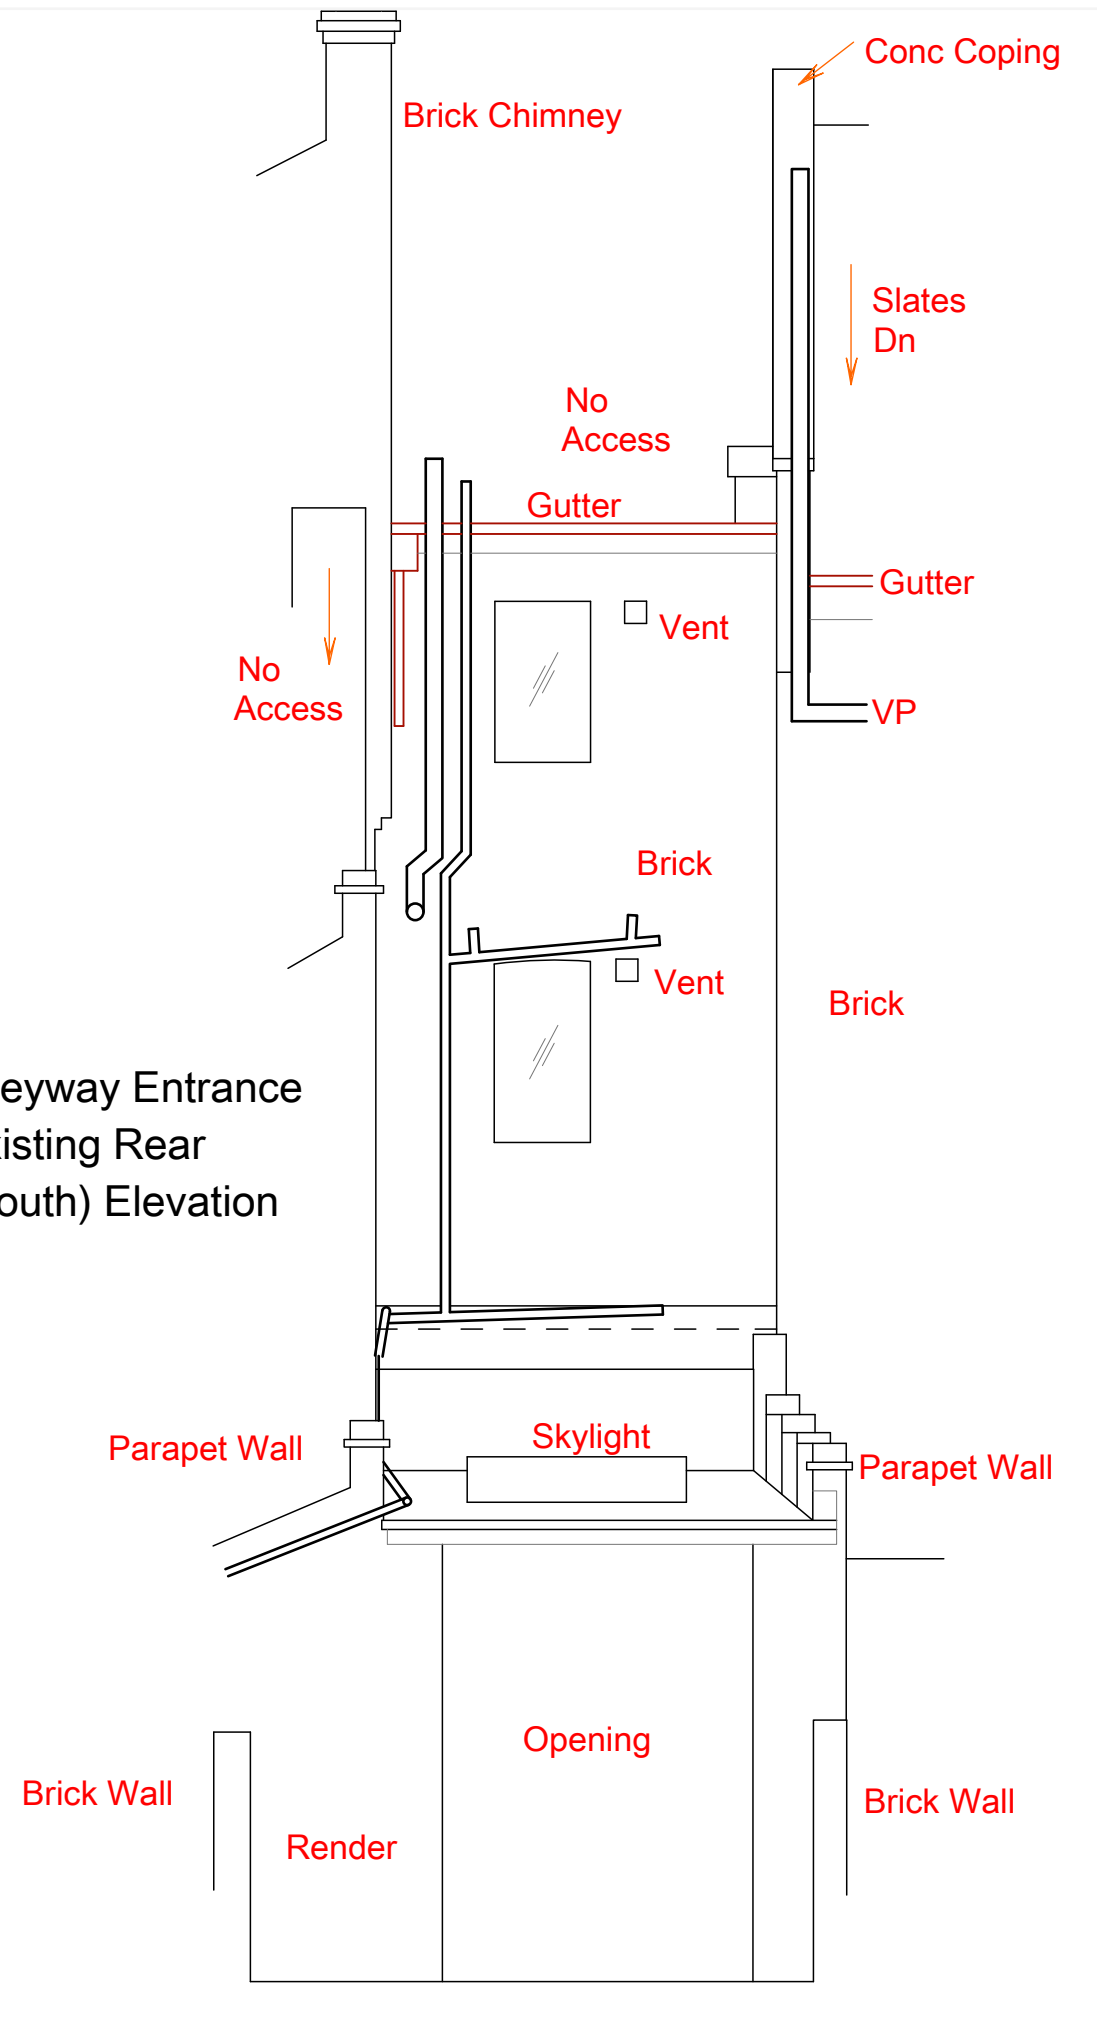 Conc Coping
Brick Chimney
Slates
Dn
No
Access
Gutter
Gutter
Vent
No
Access
VP
Brick
Vent
Brick
eyway Entrance
isting Rear
outh) Elevation
Skylight
Parapet Wall
Parapet Wall
Opening
Brick Wall
Brick Wall
Render